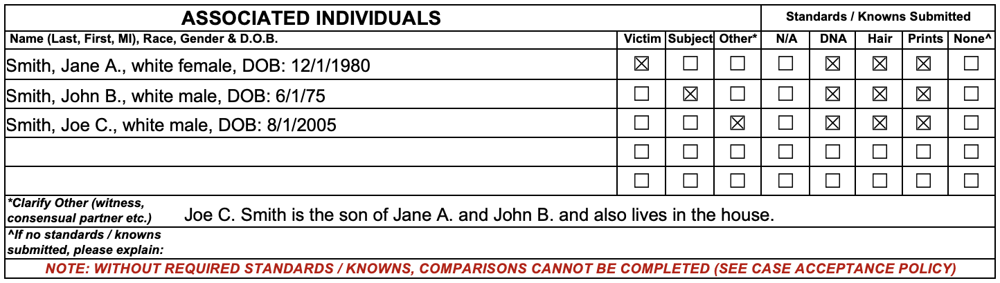 ASSOCIATED INDIVIDUALS Standards / Knowns Submitted
Name (Last, First, MI), Race, Gender & D.O.B. Victim Subject Other* N/A DNA Hair Prints None^
Smith, Jane A., white female, DOB: 12/1/1980 ☒ ☐ ☐ ☐ ☒ ☒ ☒ ☐
Smith, John B., white male, DOB: 6/1/75 ☐ ☒ ☐ ☐ ☒ ☒ ☒ ☐
Smith, Joe C., white male, DOB: 8/1/2005 ☐ ☐ ☒ ☐ ☒ ☒ ☒ ☐
☐ ☐ ☐ ☐ ☐ ☐ ☐ ☐
☐ ☐ ☐ ☐ ☐ ☐ ☐ ☐
*Clarify Other (witness,
consensual partner etc.) Joe C. Smith is the son of Jane A. and John B. and also lives in the house.
^If no standards / knowns
submitted, please explain:
NOTE: WITHOUT REQUIRED STANDARDS / KNOWNS, COMPARISONS CANNOT BE COMPLETED (SEE CASE ACCEPTANCE POLICY)